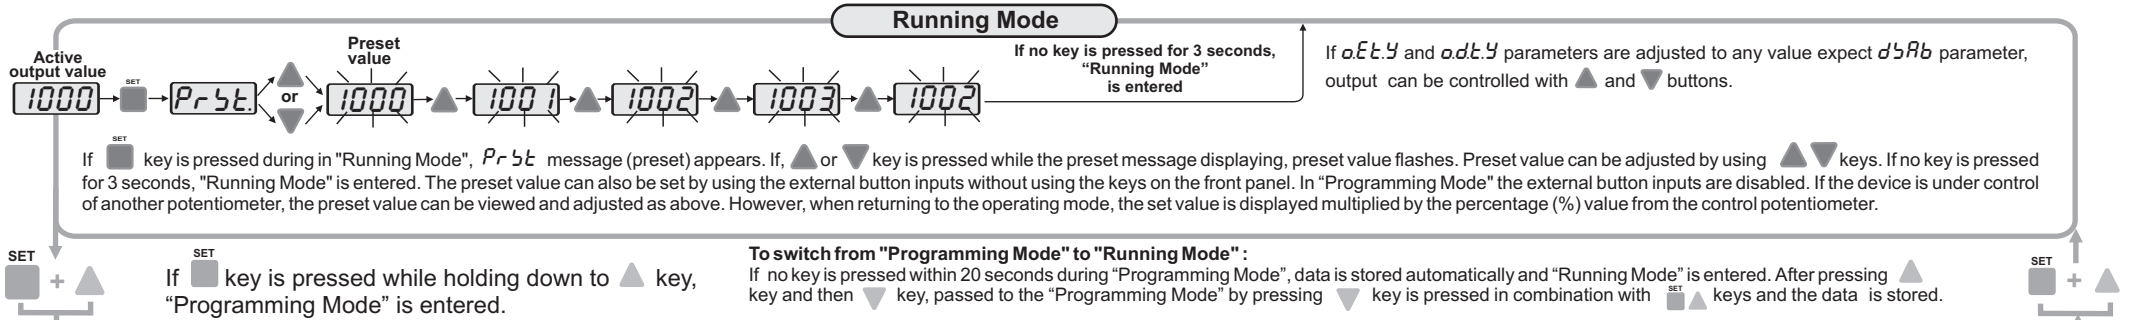 Running Mode
Active
output value
1000
SET
PrSt.
or
Preset
value
1000
1001
1002
1003
1002
If no key is pressed for 3 seconds,
“Running Mode”
is entered
If o.Et.y and o.d.t.y parameters are adjusted to any value expect dSAb parameter,
output can be controlled with ▲ and ▼ buttons.
SET
If ■ key is pressed during in "Running Mode", PrSt message (preset) appears. If, ▲ or ▼ key is pressed while the preset message displaying, preset value flashes. Preset value can be adjusted by using ▲ ▼ keys. If no key is pressed
for 3 seconds, "Running Mode" is entered. The preset value can also be set by using the external button inputs without using the keys on the front panel. In “Programming Mode" the external button inputs are disabled. If the device is under control
of another potentiometer, the preset value can be viewed and adjusted as above. However, when returning to the operating mode, the set value is displayed multiplied by the percentage (%) value from the control potentiometer.
SET
+
SET
If ■ key is pressed while holding down to ▲ key,
“Programming Mode” is entered.
To switch from "Programming Mode" to "Running Mode" :
If no key is pressed within 20 seconds during “Programming Mode”, data is stored automatically and “Running Mode” is entered. After pressing ▲
key and then ▼ key, passed to the “Programming Mode” by pressing ▼ key is pressed in combination with SET ▲ keys and the data is stored.
SET
+